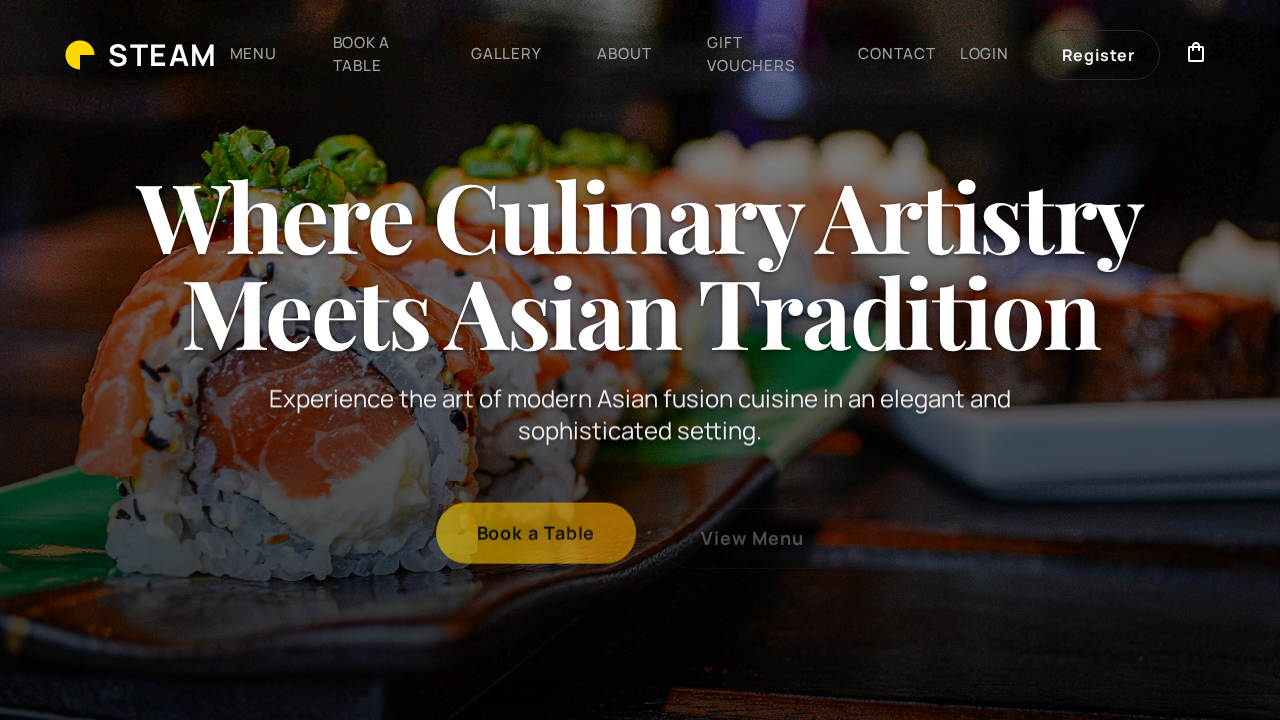 STEAM
MENU
BOOK A
TABLE
GALLERY
ABOUT
GIFT
VOUCHERS
CONTACT
LOGIN
Register
Where Culinary Artistry
Meets Asian Tradition
Experience the art of modern Asian fusion cuisine in an elegant and
sophisticated setting.
Book a Table
View Menu